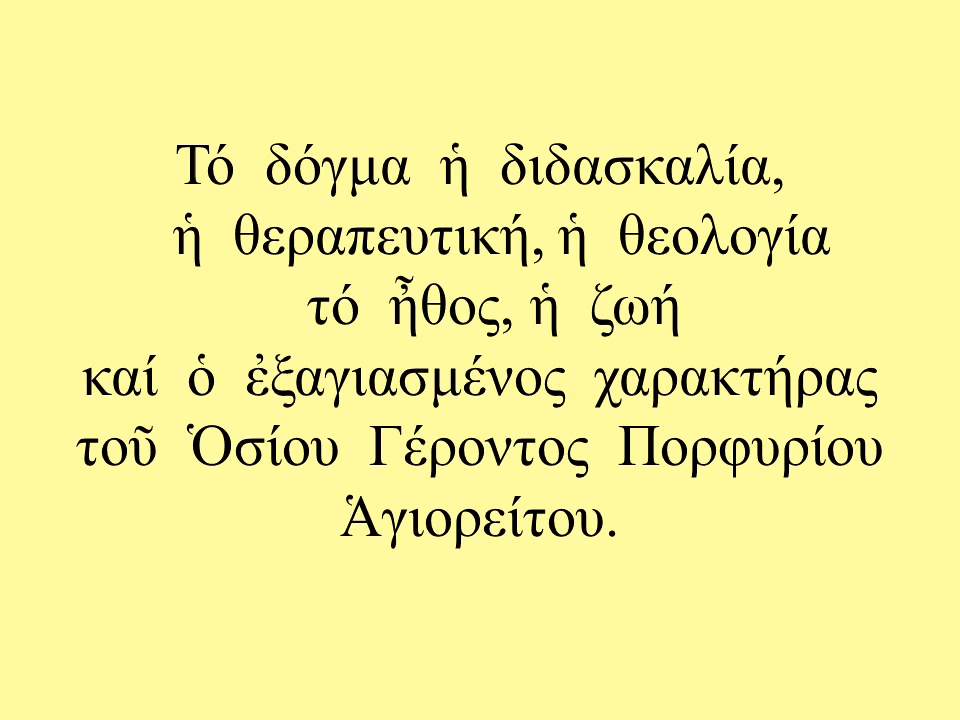 Τό δόγμα ἡ διδασκαλία,
ἡ θεραπευτική, ἡ θεολογία
τό ἦθος, ἡ ζωή
καί ὁ ἐξαγιασμένος χαρακτήρας
τοῦ Ὁσίου Γέροντος Πορφυρίου
Ἁγιορείτου.